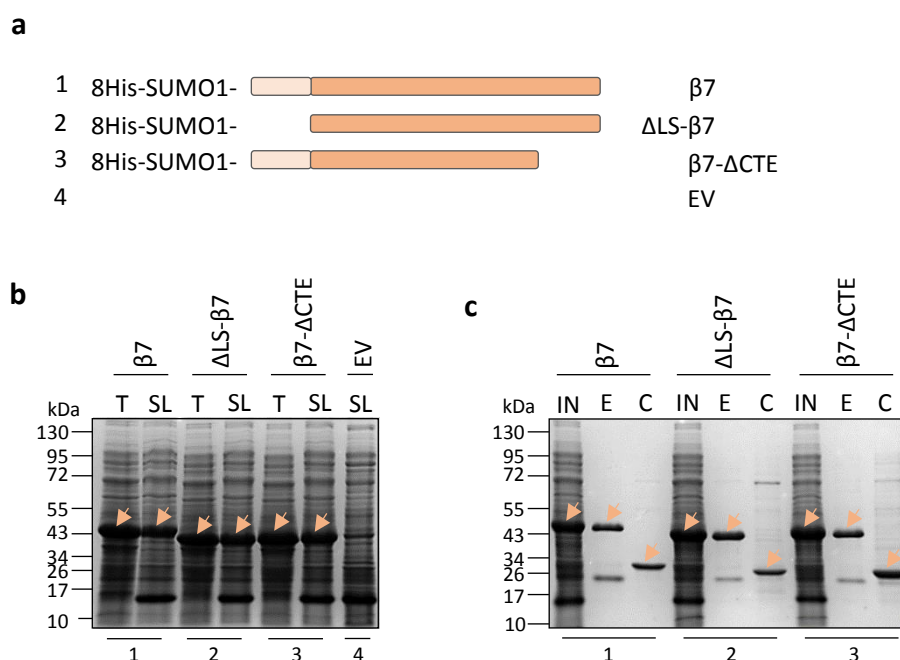 a
1 8His-SUMO1- β7
2 8His-SUMO1- ΔLS-β7
3 8His-SUMO1- β7-ΔCTE
4 EV
b
β7 ΔLS-β7 β7-ΔCTE EV
T SL T SL T SL SL
kDa
130
95
72
55
43
34
26
17
10
1 2 3 4
c
β7 ΔLS-β7 β7-ΔCTE
IN E C IN E C IN E C
kDa
130
95
72
55
43
34
26
17
10
1 2 3